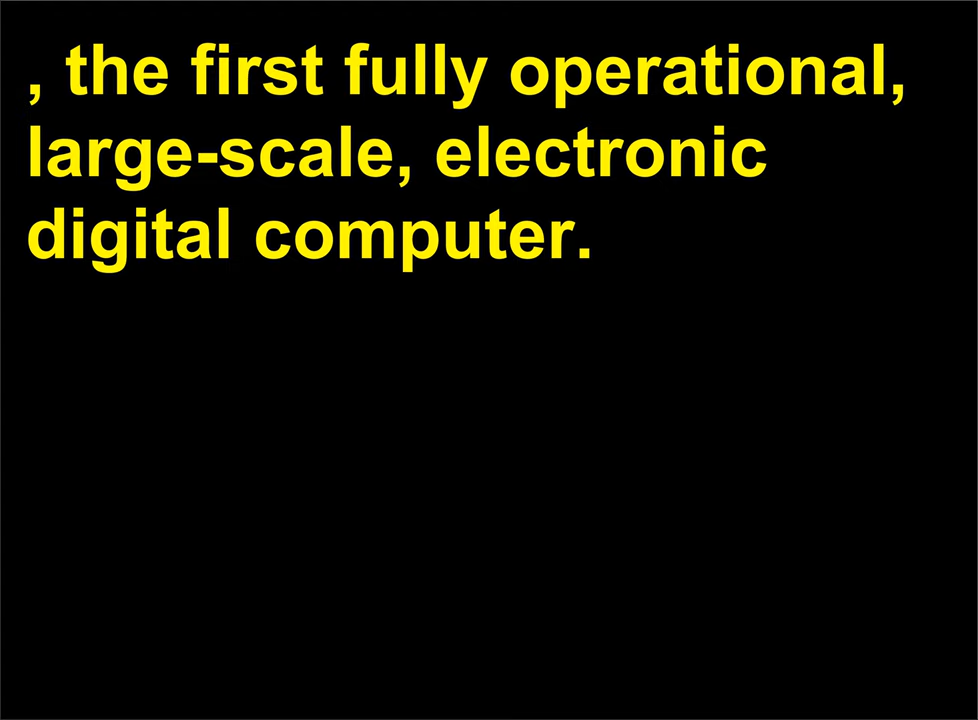 , the first fully operational,
large-scale, electronic
digital computer.